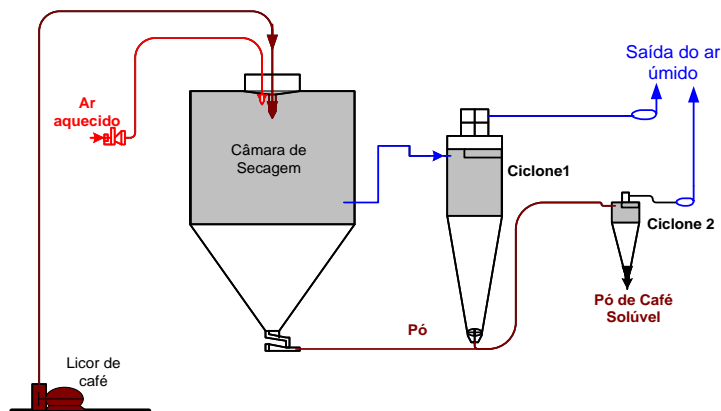 Saída do ar
úmido
Ar
aquecido
Câmara de
Secagem
Ciclone1
Ciclone 2
Pó de Café
Solúvel
Pó
Licor de
café